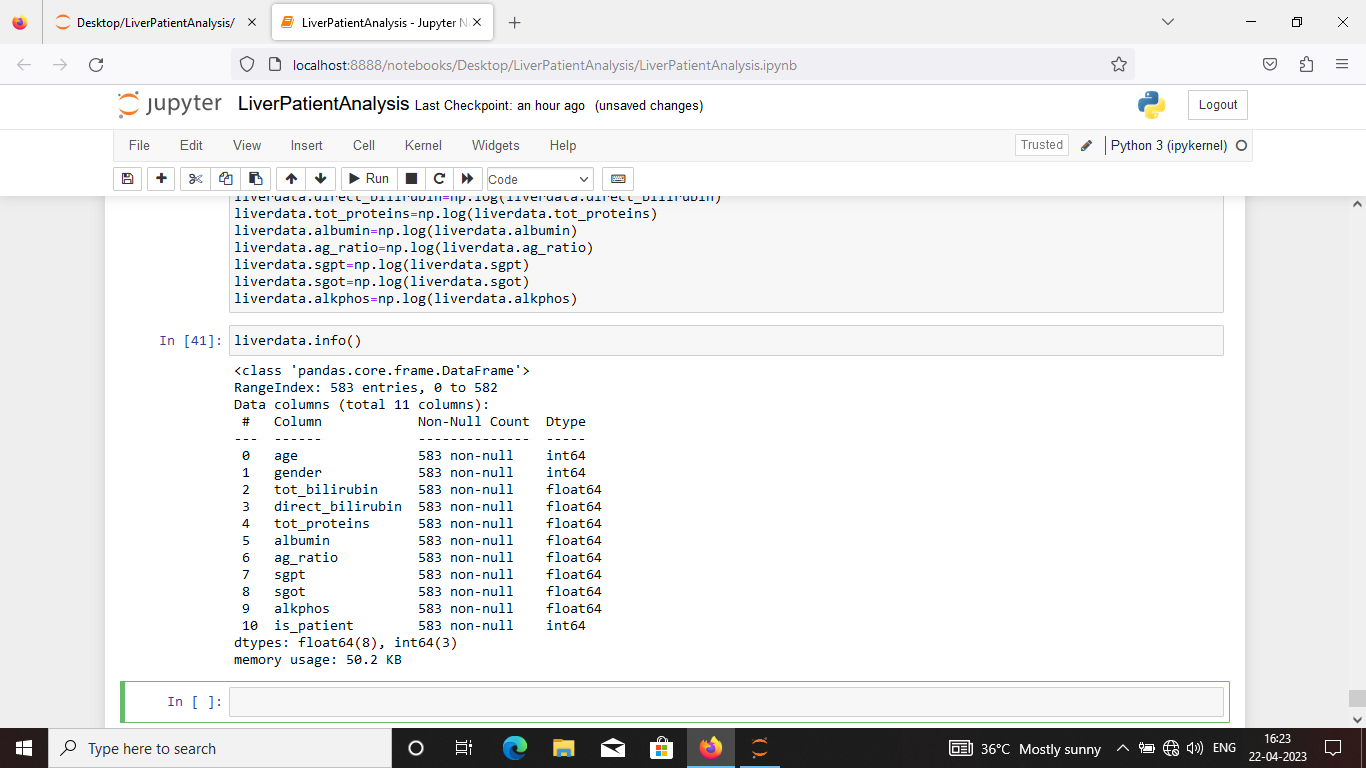 Desktop/LiverPatientAnalysis/
LiverPatientAnalysis - Jupyter N
localhost:8888/notebooks/Desktop/LiverPatientAnalysis/LiverPatientAnalysis.ipynb
jupyter LiverPatientAnalysis Last Checkpoint: an hour ago (unsaved changes)
Logout
File Edit View Insert Cell Kernel Widgets Help
Trusted Python 3 (ipykernel)
Run Code
liverdata.direct_bilirubin=np.log(liverdata.direct_bilirubin)
liverdata.tot_proteins=np.log(liverdata.tot_proteins)
liverdata.albumin=np.log(liverdata.albumin)
liverdata.ag_ratio=np.log(liverdata.ag_ratio)
liverdata.sgpt=np.log(liverdata.sgpt)
liverdata.sgot=np.log(liverdata.sgot)
liverdata.alkphos=np.log(liverdata.alkphos)
In [41]: liverdata.info()
<class 'pandas.core.frame.DataFrame'>
RangeIndex: 583 entries, 0 to 582
Data columns (total 11 columns):
# Column Non-Null Count Dtype
--- ------ -------------- -----
0 age 583 non-null int64
1 gender 583 non-null int64
2 tot_bilirubin 583 non-null float64
3 direct_bilirubin 583 non-null float64
4 tot_proteins 583 non-null float64
5 albumin 583 non-null float64
6 ag_ratio 583 non-null float64
7 sgpt 583 non-null float64
8 sgot 583 non-null float64
9 alkphos 583 non-null float64
10 is_patient 583 non-null int64
dtypes: float64(8), int64(3)
memory usage: 50.2 KB
In [ ]:
Type here to search
36°C Mostly sunny
ENG
16:23
22-04-2023